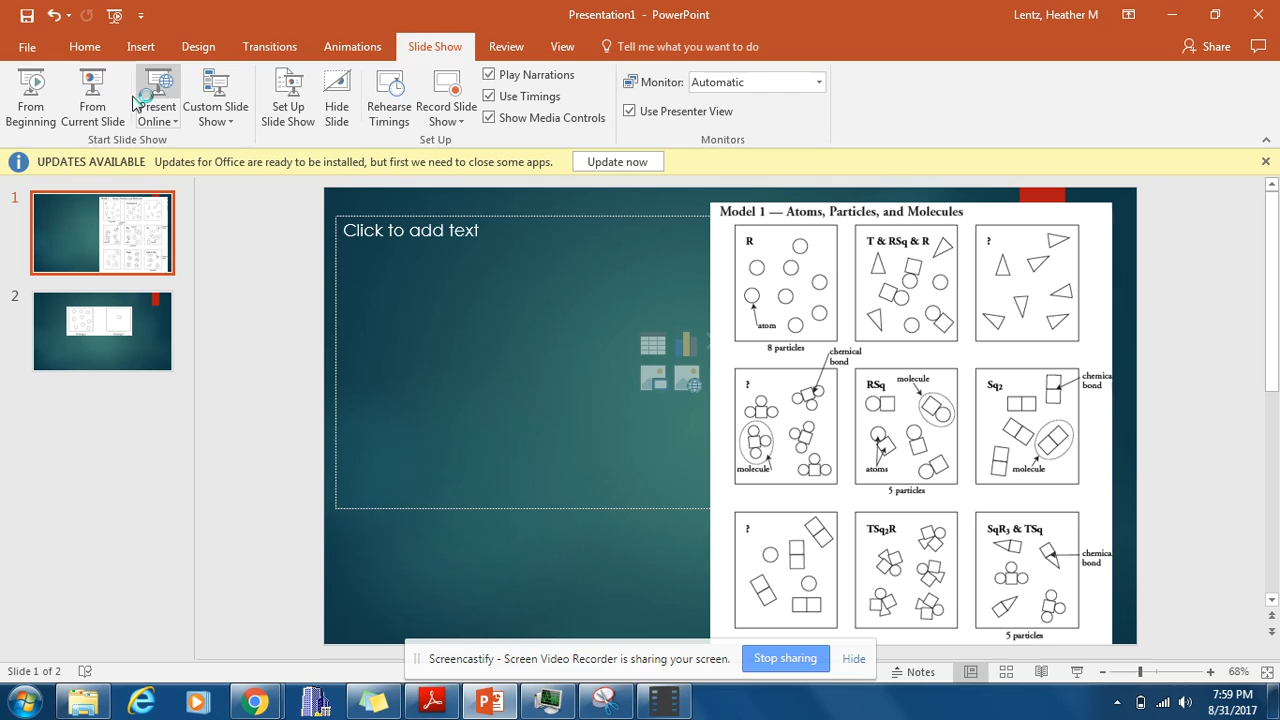 Presentation1 - PowerPoint
Lentz, Heather M
File Home Insert Design Transitions Animations Slide Show Review View Tell me what you want to do Share
From Beginning
From Current Slide
Present Online
Custom Slide Show
Start Slide Show
Set Up Slide Show
Hide Slide
Rehearse Timings
Record Slide Show
Play Narrations
Use Timings
Show Media Controls
Set Up
Monitor: Automatic
Use Presenter View
Monitors
UPDATES AVAILABLE Updates for Office are ready to be installed, but first we need to close some apps. Update now
1
2
Click to add text
Model 1 — Atoms, Particles, and Molecules
R
atom
8 particles
T & RSq & R
?
?
chemical bond
molecule
RSq
molecule
atoms
5 particles
Sq2
chemical bond
molecule
?
TSq2R
SqR3 & TSq
chemical bond
5 particles
Screencastify - Screen Video Recorder is sharing your screen. Stop sharing Hide
Slide 1 of 2
Notes
68%
7:59 PM
8/31/2017